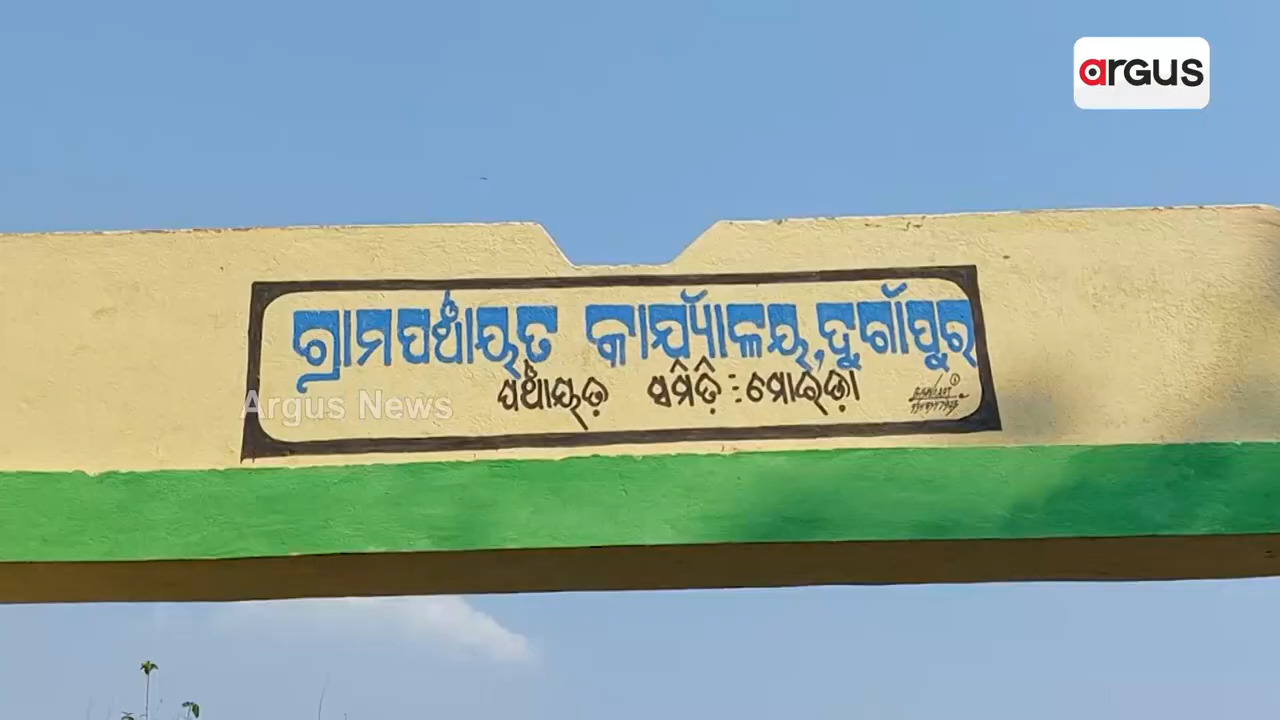 argus
ଗ୍ରାମପଞ୍ଚାୟତ କାର୍ଯ୍ୟାଳୟ,ଦୁର୍ଗାପୁର
ପଞ୍ଚାୟତ ସମିତି : ମୋରଡ଼ା
Argus News